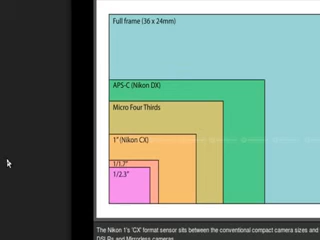 Full frame (36 x 24mm)
APS-C (Nikon DX)
Micro Four Thirds
1" (Nikon CX)
1/1.7"
1/2.3"
The Nikon 1's 'CX' format sensor sits between the conventional compact camera sizes and
DSLRs and Mirrorless cameras